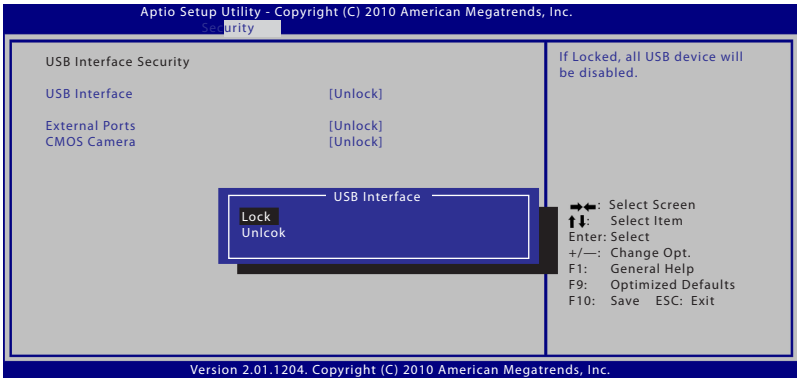 Aptio Setup Utility - Copyright (C) 2010 American Megatrends, Inc.
Security
USB Interface Security
USB Interface [Unlock]
External Ports [Unlock]
CMOS Camera [Unlock]
USB Interface
Lock
Unlcok
If Locked, all USB device will
be disabled.
→←: Select Screen
↑↓: Select Item
Enter: Select
+/—: Change Opt.
F1: General Help
F9: Optimized Defaults
F10: Save ESC: Exit
Version 2.01.1204. Copyright (C) 2010 American Megatrends, Inc.